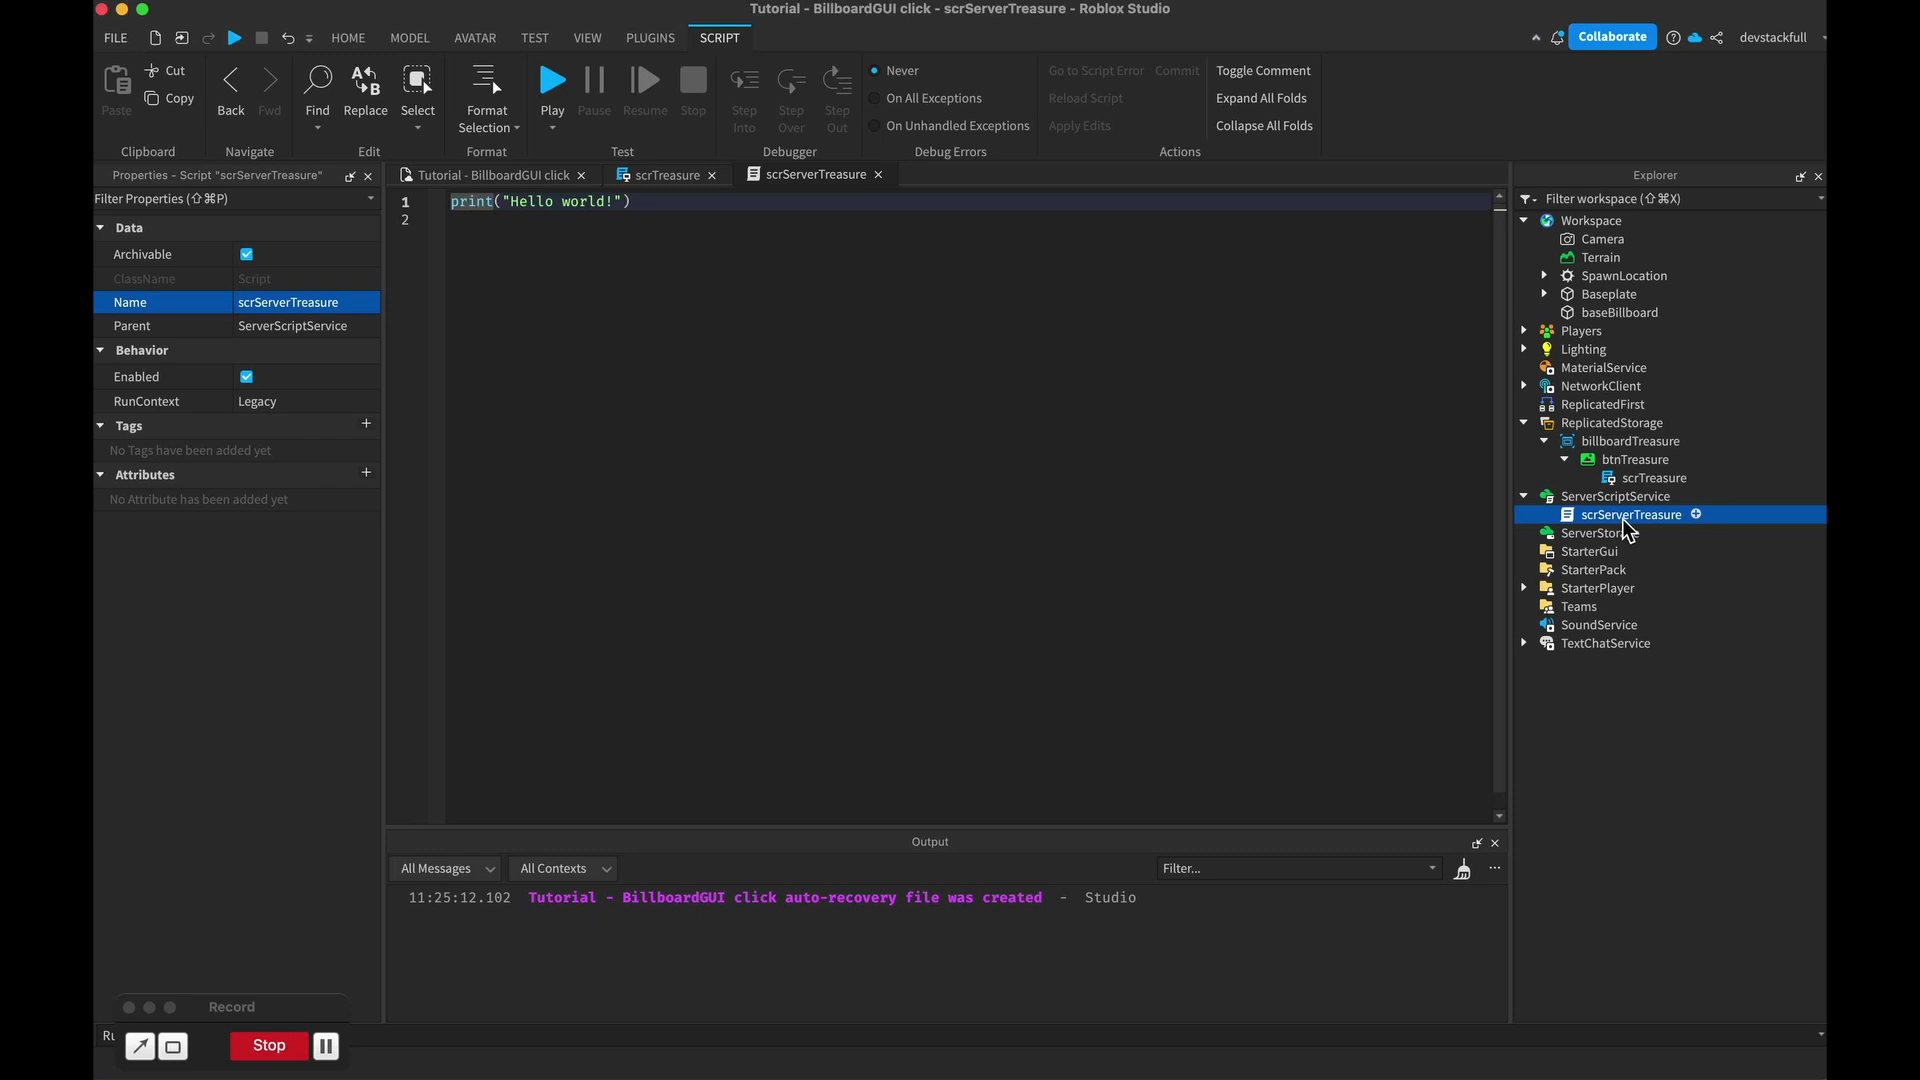 Tutorial - BillboardGUI click - scrServerTreasure - Roblox Studio
FILE HOME MODEL AVATAR TEST VIEW PLUGINS SCRIPT Collaborate devstackfull
Paste Cut Copy
Clipboard
Back Fwd
Navigate
Find Replace Select
Edit
Format Selection
Format
Play Pause Resume Stop
Test
Step Into Step Over Step Out
Debugger
Never
On All Exceptions
On Unhandled Exceptions
Debug Errors
Go to Script Error Commit
Reload Script
Apply Edits
Toggle Comment
Expand All Folds
Collapse All Folds
Actions
Properties - Script "scrServerTreasure"
Filter Properties (⇧⌘P)
Data
Archivable
ClassName Script
Name scrServerTreasure
Parent ServerScriptService
Behavior
Enabled
RunContext Legacy
Tags
No Tags have been added yet
Attributes
No Attribute has been added yet
Tutorial - BillboardGUI click scrTreasure scrServerTreasure
1 print("Hello world!")
2
Output
All Messages All Contexts Filter...
11:25:12.102 Tutorial - BillboardGUI click auto-recovery file was created - Studio
Explorer
Filter workspace (⇧⌘X)
Workspace
Camera
Terrain
SpawnLocation
Baseplate
baseBillboard
Players
Lighting
MaterialService
NetworkClient
ReplicatedFirst
ReplicatedStorage
billboardTreasure
btnTreasure
scrTreasure
ServerScriptService
scrServerTreasure
StarterGui
StarterPack
StarterPlayer
Teams
SoundService
TextChatService
Record
Stop